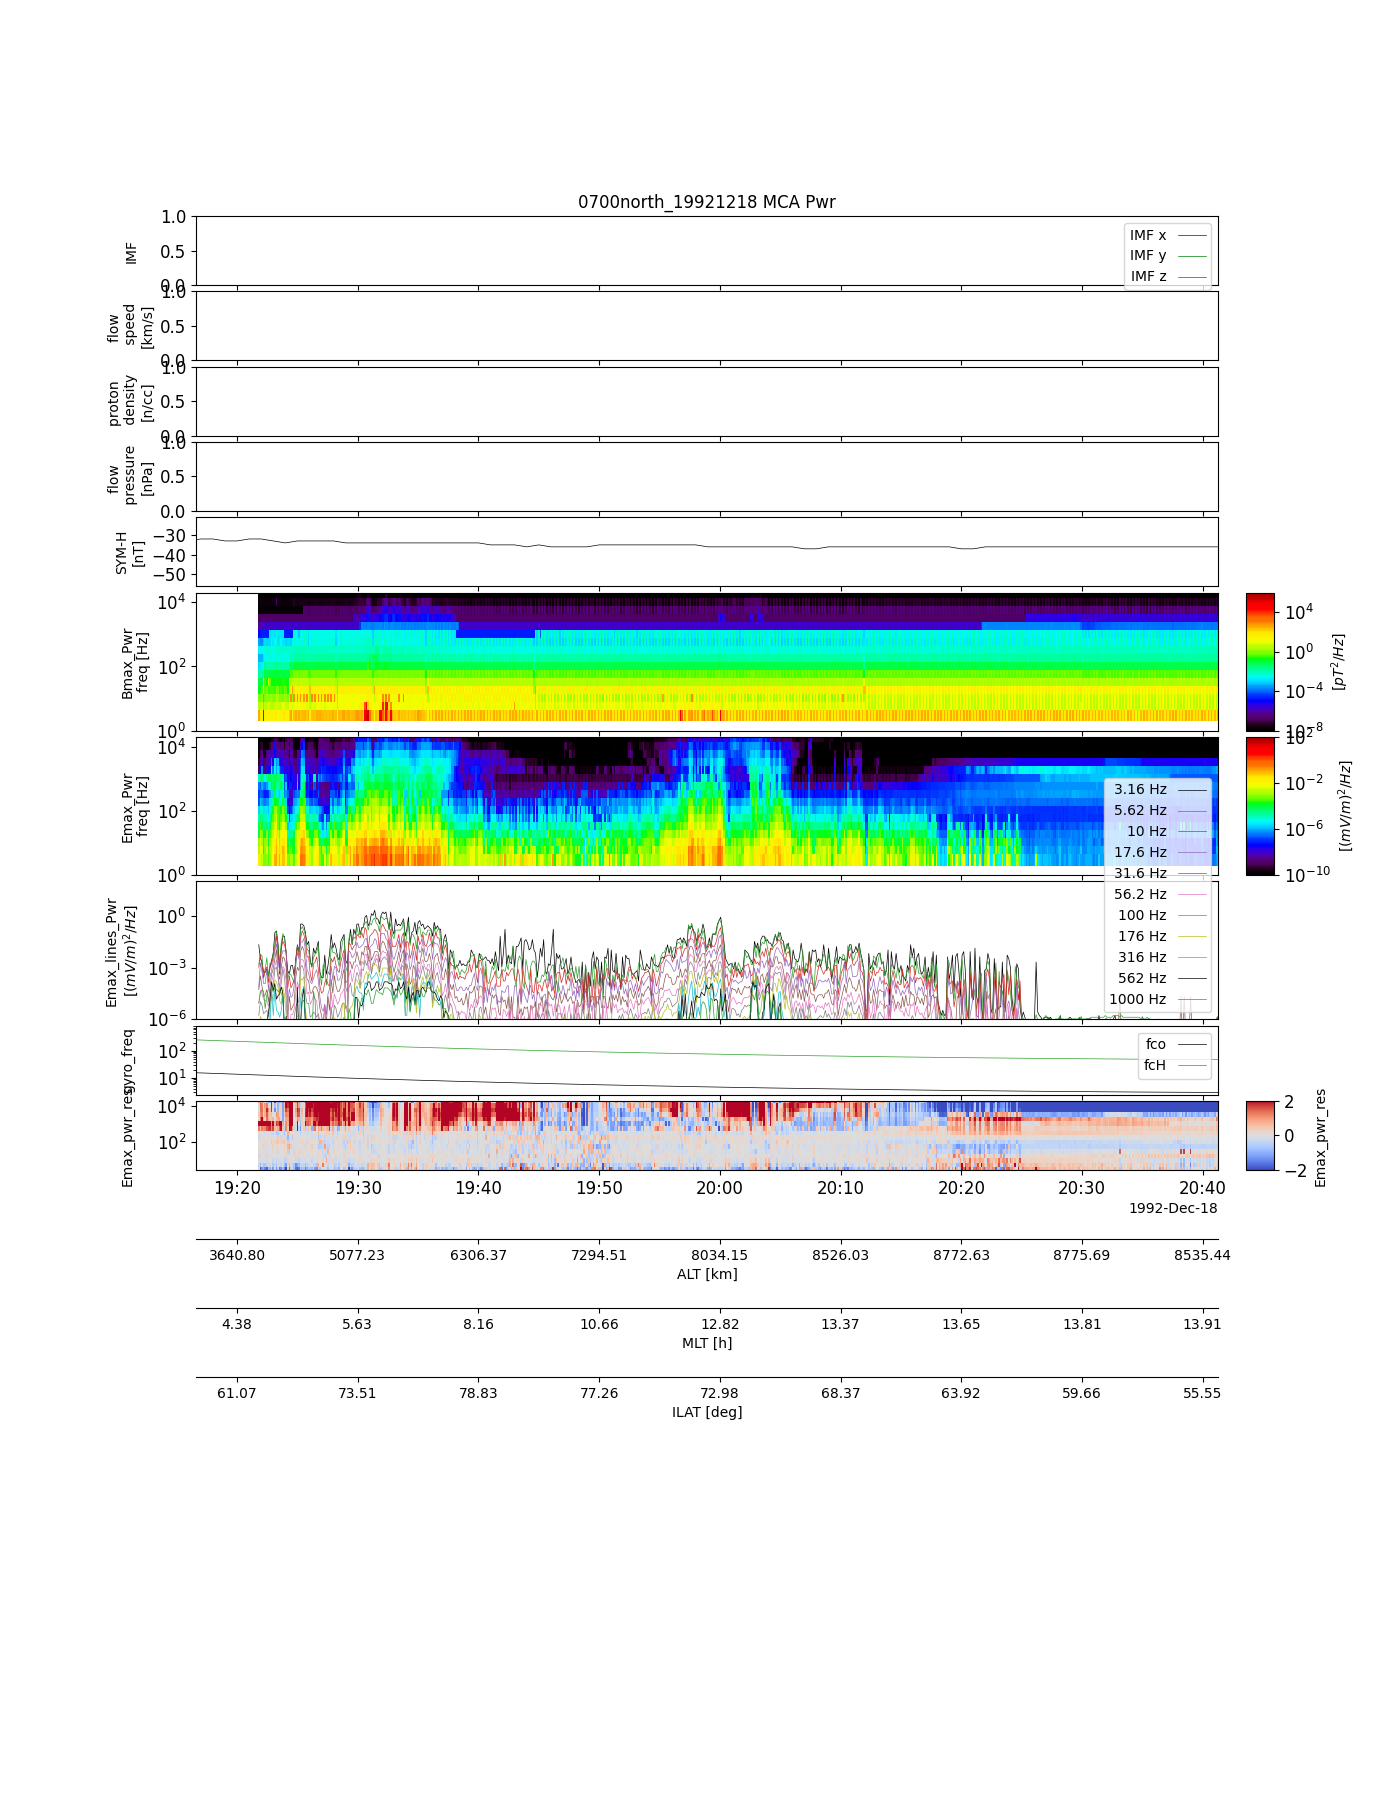 0700north_19921218 MCA Pwr
1.0
0.5
0.0
IMF
IMF x
IMF y
IMF z
1.0
0.5
0.0
flow
speed
[km/s]
1.0
0.5
0.0
proton
density
[n/cc]
1.0
0.5
0.0
flow
pressure
[nPa]
−30
−40
−50
SYM-H
[nT]
10^4
10^2
10^0
Bmax_Pwr
freq [Hz]
10^4
10^0
10^−4
10^−8
[pT^2/Hz]
10^4
10^2
10^0
Emax_Pwr
freq [Hz]
10^2
10^−2
10^−6
10^−10
[(mV/m)^2/Hz]
3.16 Hz
5.62 Hz
10 Hz
17.6 Hz
31.6 Hz
56.2 Hz
100 Hz
176 Hz
316 Hz
562 Hz
1000 Hz
10^0
10^−3
10^−6
Emax_lines_Pwr
[(mV/m)^2/Hz]
10^2
10^1
gyro_freq
fco
fcH
10^4
10^2
Emax_pwr_res
2
0
−2
Emax_pwr_res
19:20 19:30 19:40 19:50 20:00 20:10 20:20 20:30 20:40
1992-Dec-18
3640.80 5077.23 6306.37 7294.51 8034.15 8526.03 8772.63 8775.69 8535.44
ALT [km]
4.38 5.63 8.16 10.66 12.82 13.37 13.65 13.81 13.91
MLT [h]
61.07 73.51 78.83 77.26 72.98 68.37 63.92 59.66 55.55
ILAT [deg]